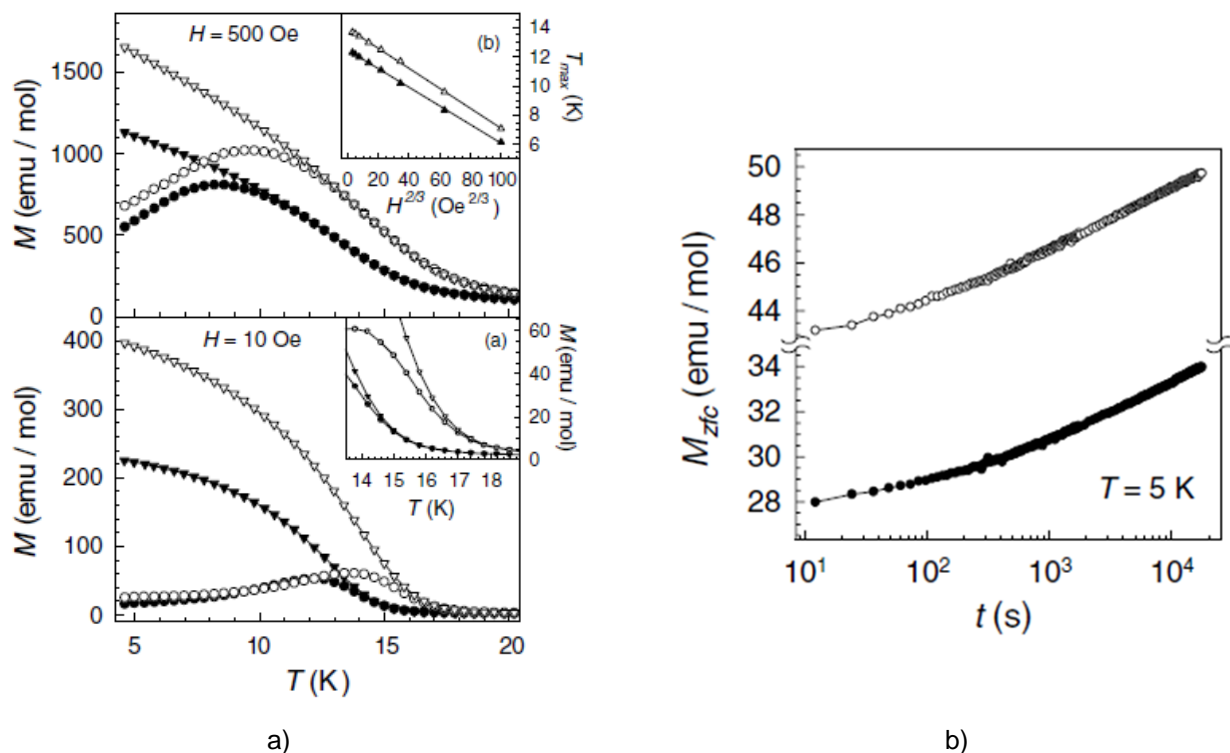 H = 500 Oe
(b)
14
12
10
8
6
T_max (K)
0 20 40 60 80 100
H^{2/3} (Oe^{2/3})
1500
1000
500
0
M (emu / mol)
H = 10 Oe
(a)
60
40
20
0
M (emu / mol)
14 15 16 17 18
T (K)
400
300
200
100
0
M (emu / mol)
5 10 15 20
T (K)
a)
50
48
46
44
34
32
30
28
M_zfc (emu / mol)
T = 5 K
10^1 10^2 10^3 10^4
t (s)
b)